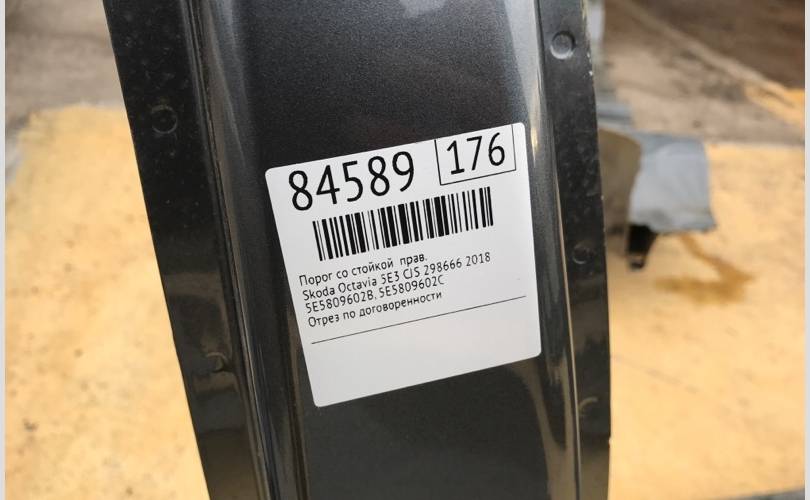 84589 176
Порог со стойкой прав.
Skoda Octavia 5E3 CJS 298666 2018
5E5809602B, 5E5809602C
Отрез по договоренности